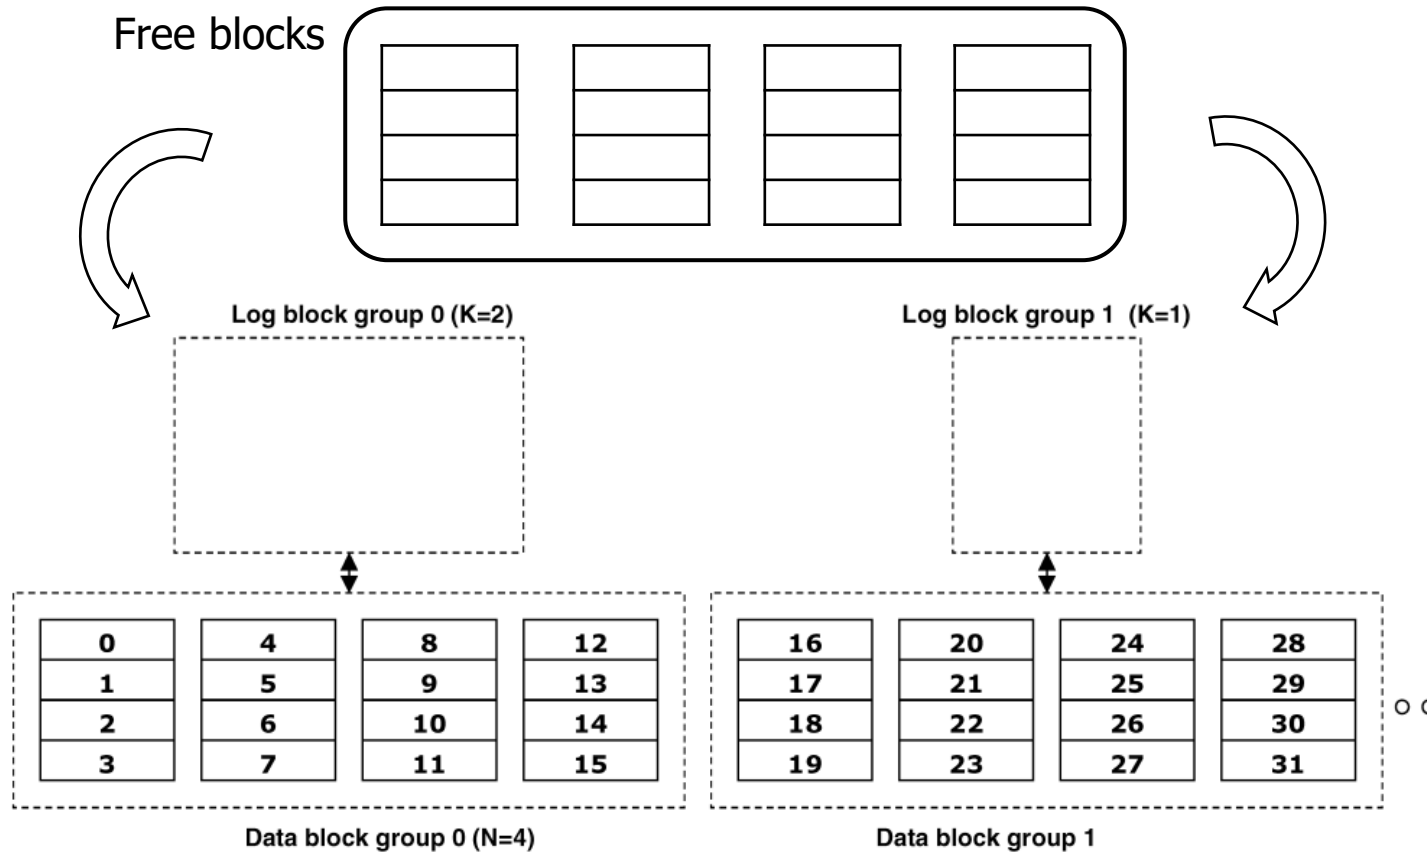 Free blocks
Log block group 0 (K=2)
Log block group 1 (K=1)
0 4 8 12 16 20 24 28
1 5 9 13 17 21 25 29
2 6 10 14 18 22 26 30
3 7 11 15 19 23 27 31
Data block group 0 (N=4)
Data block group 1